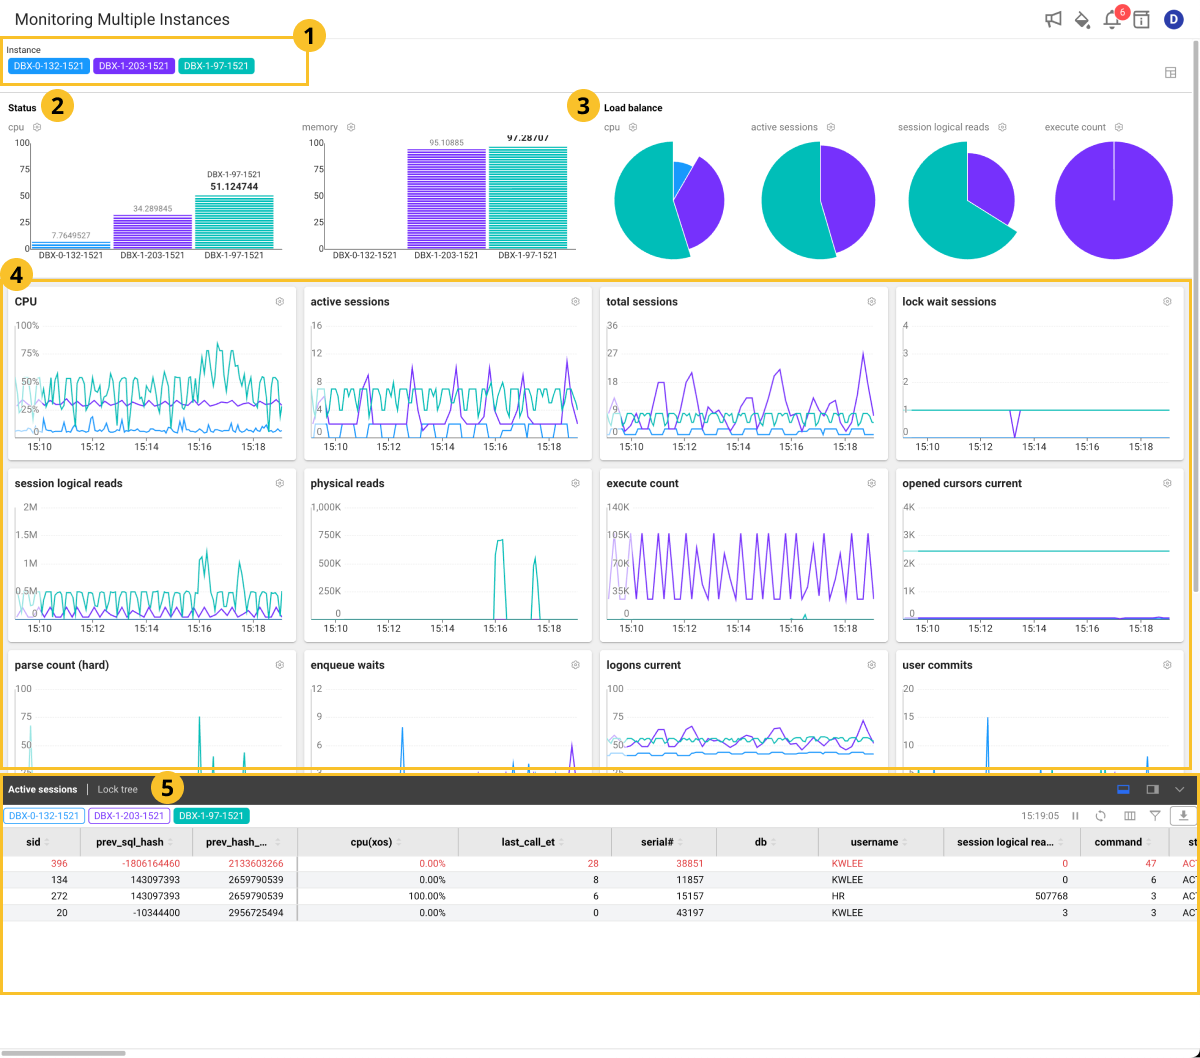 Monitoring Multiple Instances
6
D
1
Instance
DBX-0-132-1521 DBX-1-203-1521 DBX-1-97-1521
Status 2
cpu
100
75
50
25
0
7.7649527
34.289845
DBX-1-97-1521
51.124744
DBX-0-132-1521 DBX-1-203-1521 DBX-1-97-1521
memory
100
75
50
25
0
95.10885
97.28707
DBX-0-132-1521 DBX-1-203-1521 DBX-1-97-1521
3 Load balance
cpu
active sessions
session logical reads
execute count
4
CPU
100%
75%
50%
25%
0
15:10 15:12 15:14 15:16 15:18
active sessions
16
12
8
4
0
15:10 15:12 15:14 15:16 15:18
total sessions
36
27
18
9
0
15:10 15:12 15:14 15:16 15:18
lock wait sessions
4
3
2
1
0
15:10 15:12 15:14 15:16 15:18
session logical reads
2M
1.5M
1M
0.5M
0
15:10 15:12 15:14 15:16 15:18
physical reads
1,000K
750K
500K
250K
0
15:10 15:12 15:14 15:16 15:18
execute count
140K
105K
70K
35K
0
15:10 15:12 15:14 15:16 15:18
opened cursors current
4K
3K
2K
1K
0
15:10 15:12 15:14 15:16 15:18
parse count (hard)
100
75
50
enqueue waits
12
9
6
logons current
100
75
50
user commits
20
15
10
Active sessions | Lock tree 5
DBX-0-132-1521 DBX-1-203-1521 DBX-1-97-1521 15:19:05
sid prev_sql_hash prev_hash_... cpu(xos) last_call_et serial# db username session logical rea... command st
396 -1806164460 2133603266 0.00% 28 38851 KWLEE 0 47 AC
134 143097393 2659790539 0.00% 8 11857 KWLEE 0 6 AC
272 143097393 2659790539 100.00% 6 15157 HR 507768 3 AC
20 -10344400 2956725494 0.00% 0 43197 KWLEE 3 3 AC